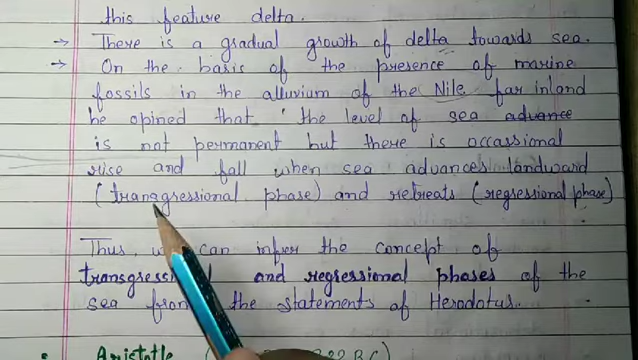 this feature delta.
→ There is a gradual growth of delta towards sea.
→ On the basis of the presence of marine
fossils in the alluvium of the Nile far inland
he opined that the level of sea advance
is not permanent but there is occassional
rise and fall when sea advances landward
(transgressional phase) and retreats (regressional phase)
Thus, we can infer the concept of
transgressional and regressional phases of the
sea from the statements of Herodotus.
Aristotle ( 322 BC)